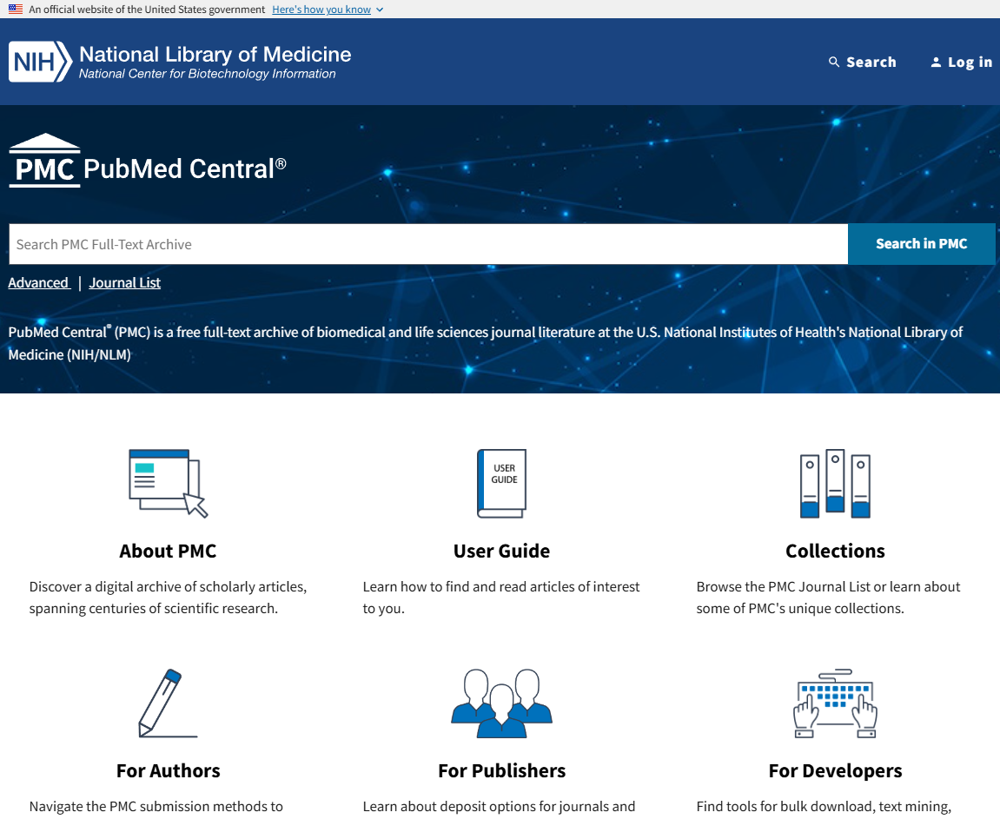 An official website of the United States government Here's how you know
NIH National Library of Medicine
National Center for Biotechnology Information
Search Log in
PMC PubMed Central®
Search PMC Full-Text Archive Search in PMC
Advanced | Journal List
PubMed Central® (PMC) is a free full-text archive of biomedical and life sciences journal literature at the U.S. National Institutes of Health's National Library of
Medicine (NIH/NLM)
USER
GUIDE
About PMC
Discover a digital archive of scholarly articles,
spanning centuries of scientific research.
User Guide
Learn how to find and read articles of interest
to you.
Collections
Browse the PMC Journal List or learn about
some of PMC's unique collections.
For Authors
Navigate the PMC submission methods to
For Publishers
Learn about deposit options for journals and
For Developers
Find tools for bulk download, text mining,